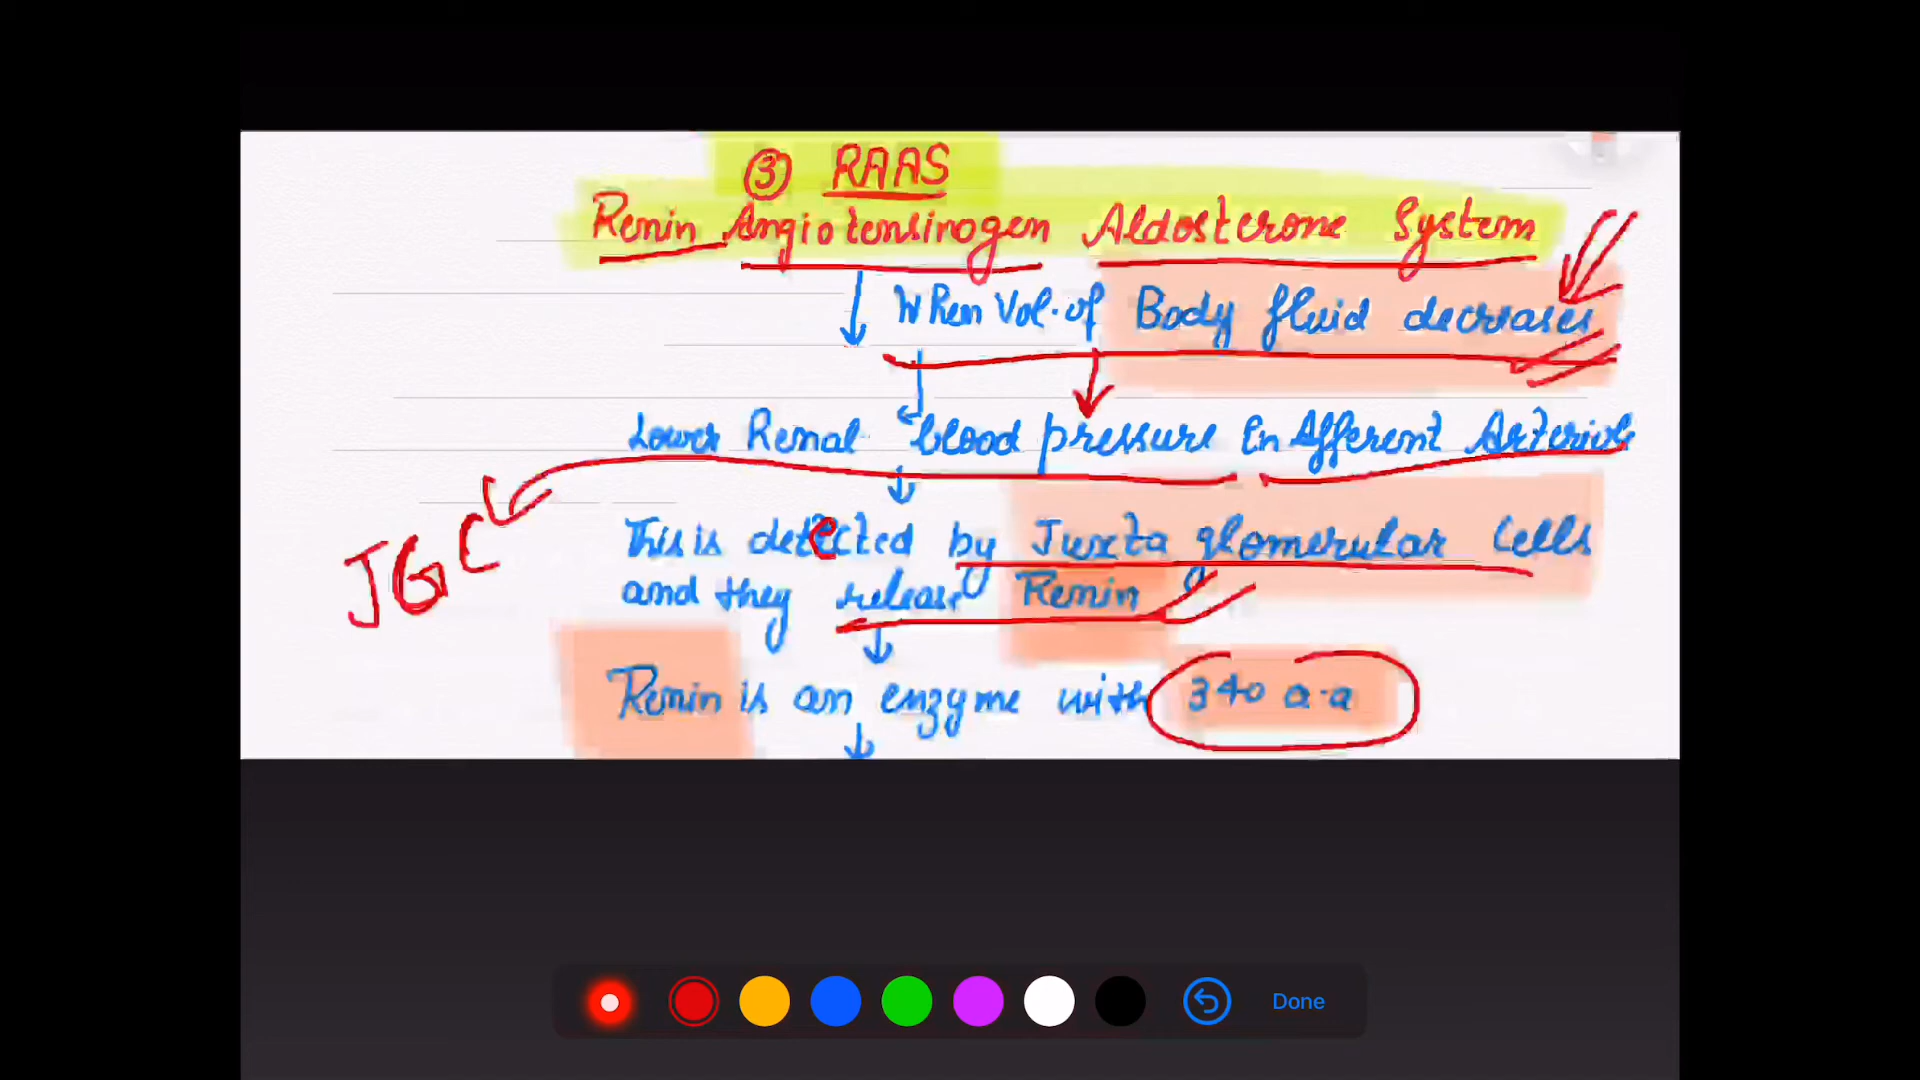 ③ RAAS
Renin Angiotensinogen Aldosterone System
When Vol. of Body fluid decreases
Lower Renal blood pressure in Afferent Arteriole
JGC
This is detected by Juxta glomerular Cells
and they release Renin
Renin is an enzyme with 340 a.a
Done